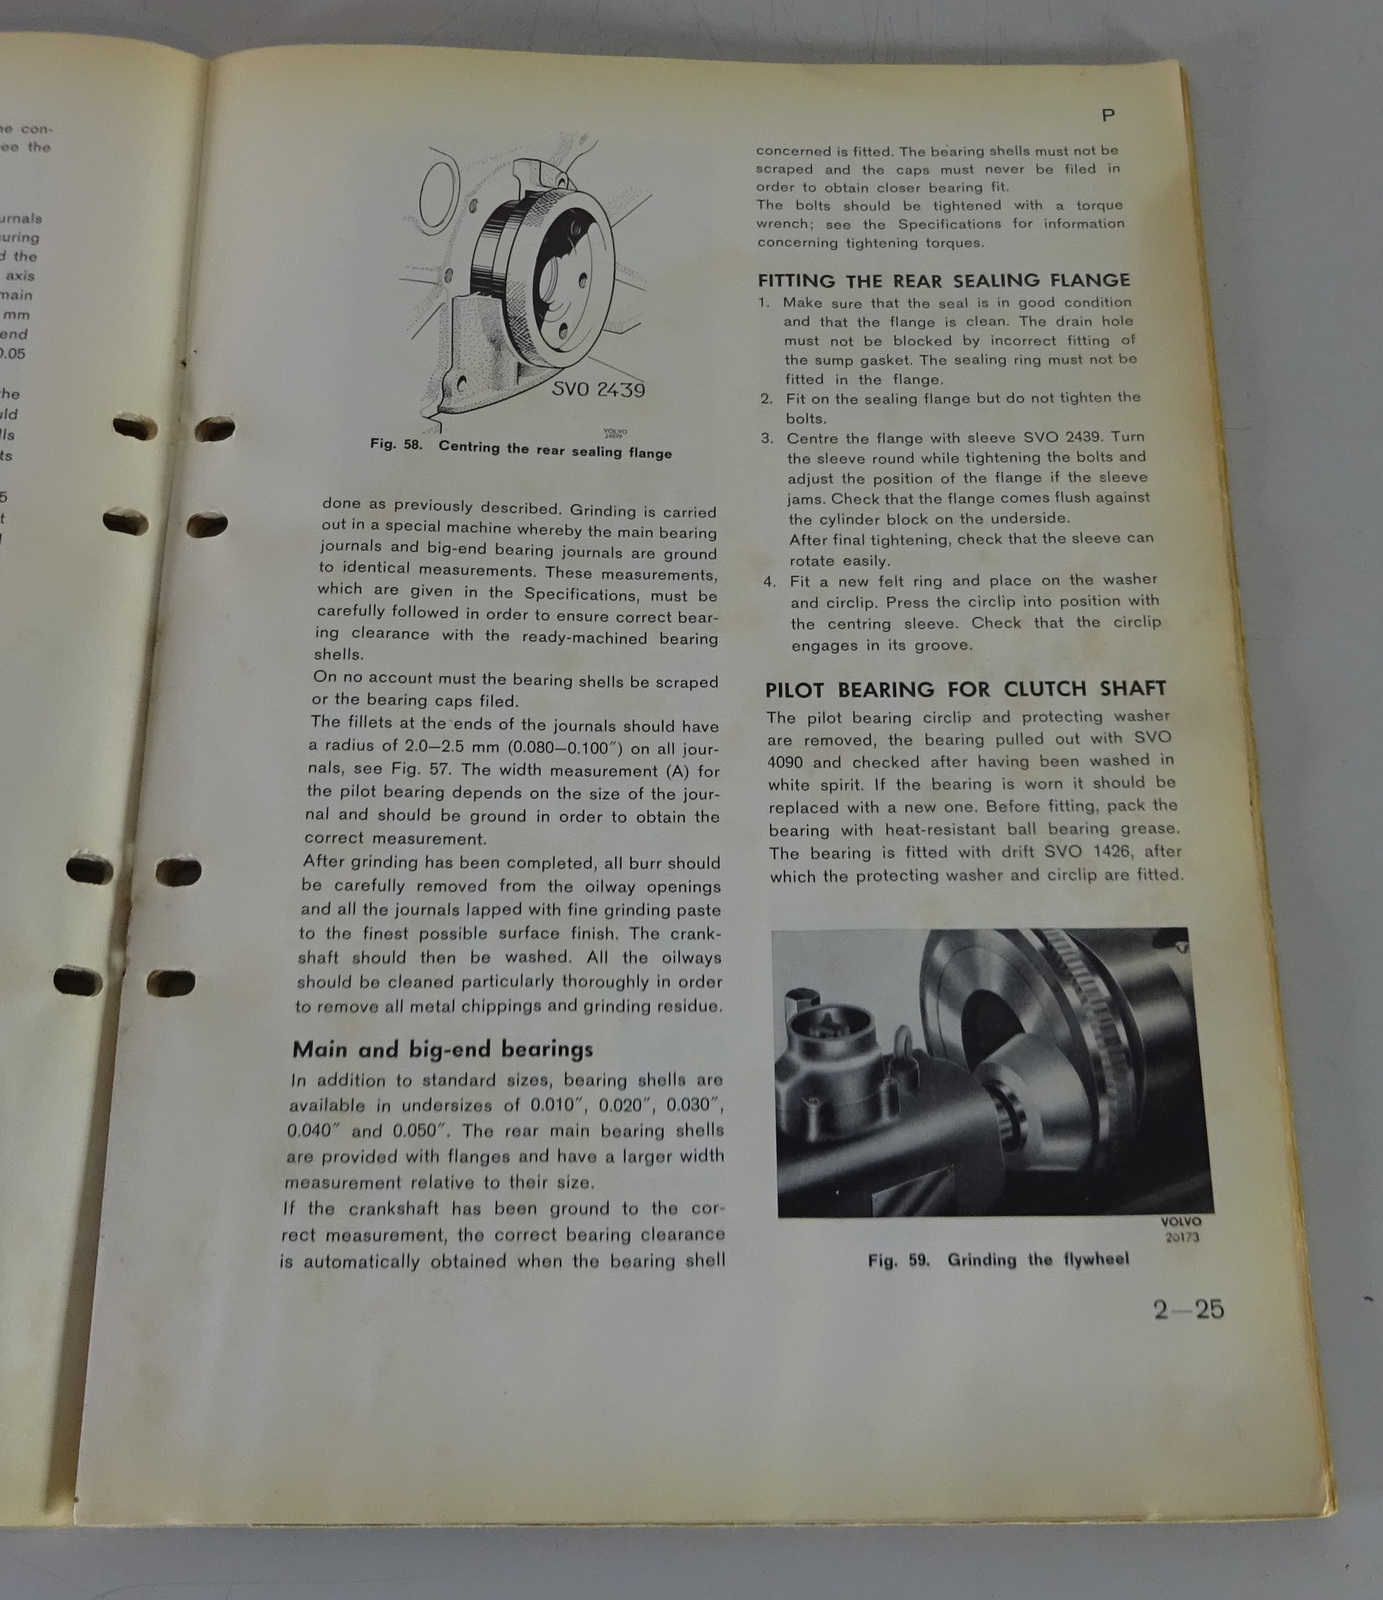 ne con-
ee the
urnals
uring
d the
axis
main
mm
end
0.05
he
uld
lls
ts
5
t
P
SVO 2439
VOLVO
Fig. 58. Centring the rear sealing flange
done as previously described. Grinding is carried
out in a special machine whereby the main bearing
journals and big-end bearing journals are ground
to identical measurements. These measurements,
which are given in the Specifications, must be
carefully followed in order to ensure correct bear-
ing clearance with the ready-machined bearing
shells.
On no account must the bearing shells be scraped
or the bearing caps filed.
The fillets at the ends of the journals should have
a radius of 2.0—2.5 mm (0.080—0.100″) on all jour-
nals, see Fig. 57. The width measurement (A) for
the pilot bearing depends on the size of the jour-
nal and should be ground in order to obtain the
correct measurement.
After grinding has been completed, all burr should
be carefully removed from the oilway openings
and all the journals lapped with fine grinding paste
to the finest possible surface finish. The crank-
shaft should then be washed. All the oilways
should be cleaned particularly thoroughly in order
to remove all metal chippings and grinding residue.
Main and big-end bearings
In addition to standard sizes, bearing shells are
available in undersizes of 0.010″, 0.020″, 0.030″,
0.040″ and 0.050″. The rear main bearing shells
are provided with flanges and have a larger width
measurement relative to their size.
If the crankshaft has been ground to the cor-
rect measurement, the correct bearing clearance
is automatically obtained when the bearing shell
concerned is fitted. The bearing shells must not be
scraped and the caps must never be filed in
order to obtain closer bearing fit.
The bolts should be tightened with a torque
wrench; see the Specifications for information
concerning tightening torques.
FITTING THE REAR SEALING FLANGE
1. Make sure that the seal is in good condition
and that the flange is clean. The drain hole
must not be blocked by incorrect fitting of
the sump gasket. The sealing ring must not be
fitted in the flange.
2. Fit on the sealing flange but do not tighten the
bolts.
3. Centre the flange with sleeve SVO 2439. Turn
the sleeve round while tightening the bolts and
adjust the position of the flange if the sleeve
jams. Check that the flange comes flush against
the cylinder block on the underside.
After final tightening, check that the sleeve can
rotate easily.
4. Fit a new felt ring and place on the washer
and circlip. Press the circlip into position with
the centring sleeve. Check that the circlip
engages in its groove.
PILOT BEARING FOR CLUTCH SHAFT
The pilot bearing circlip and protecting washer
are removed, the bearing pulled out with SVO
4090 and checked after having been washed in
white spirit. If the bearing is worn it should be
replaced with a new one. Before fitting, pack the
bearing with heat-resistant ball bearing grease.
The bearing is fitted with drift SVO 1426, after
which the protecting washer and circlip are fitted.
VOLVO
20173
Fig. 59. Grinding the flywheel
2—25